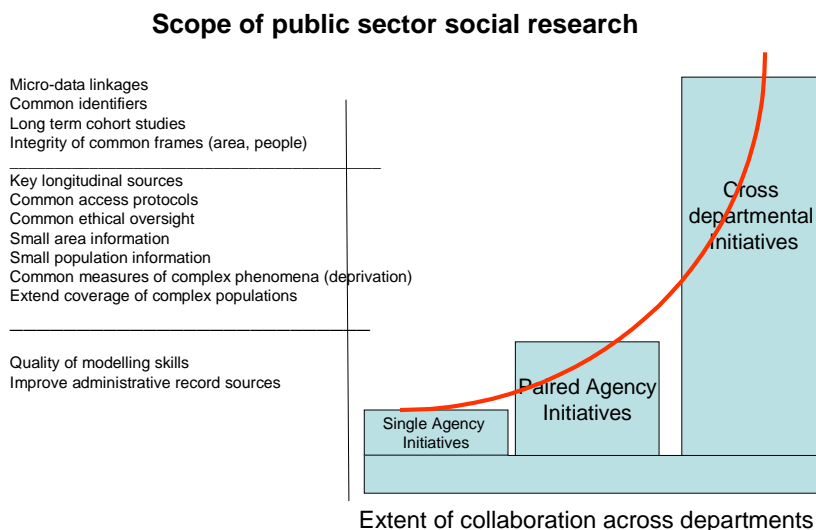 Scope of public sector social research
Micro-data linkages
Common identifiers
Long term cohort studies
Integrity of common frames (area, people)
Key longitudinal sources
Common access protocols
Common ethical oversight
Small area information
Small population information
Common measures of complex phenomena (deprivation)
Extend coverage of complex populations
Quality of modelling skills
Improve administrative record sources
Single Agency
Initiatives
Paired Agency
Initiatives
Cross
departmental
Initiatives
Extent of collaboration across departments